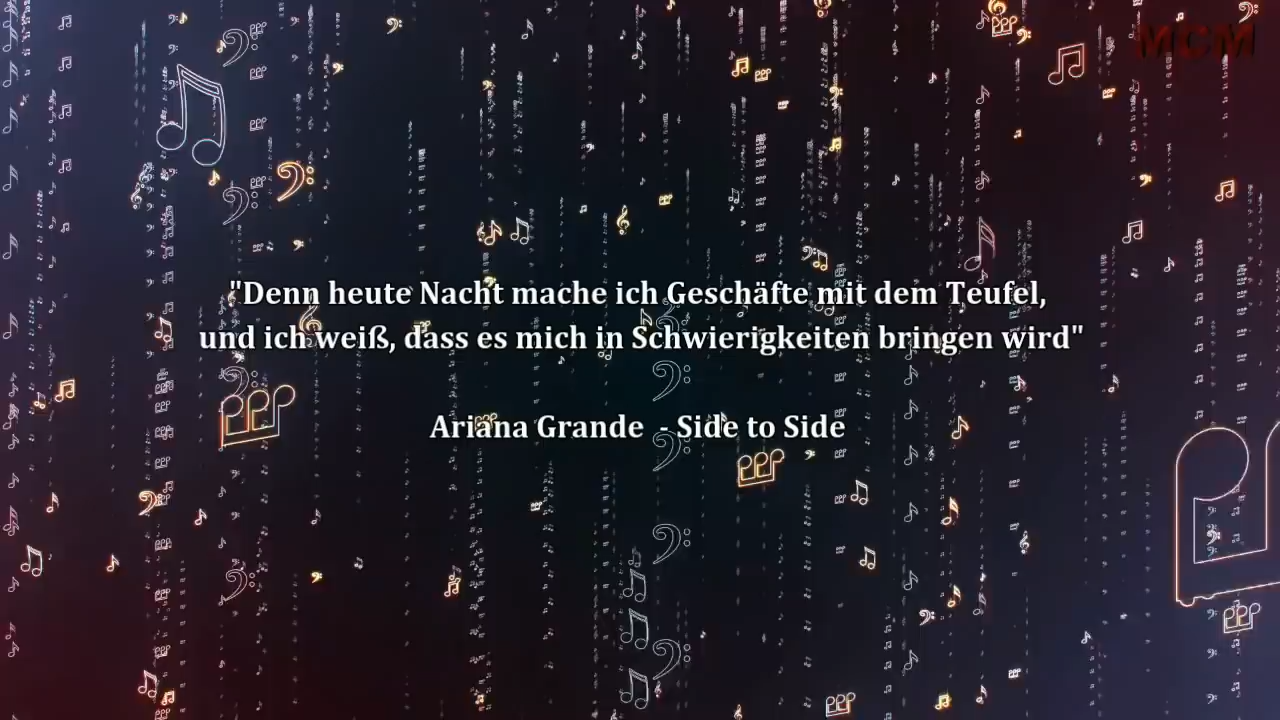 MCM
"Denn heute Nacht mache ich Geschäfte mit dem Teufel,
und ich weiß, dass es mich in Schwierigkeiten bringen wird"
Ariana Grande - Side to Side